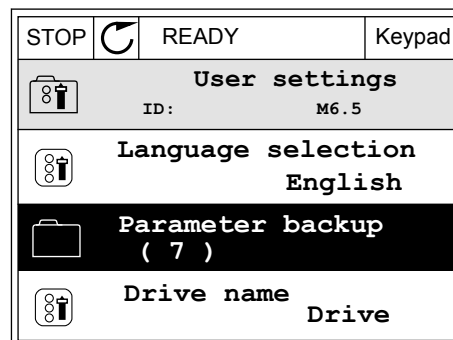 STOP READY Keypad
User settings
ID: M6.5
Language selection
English
Parameter backup
( 7 )
Drive name
Drive